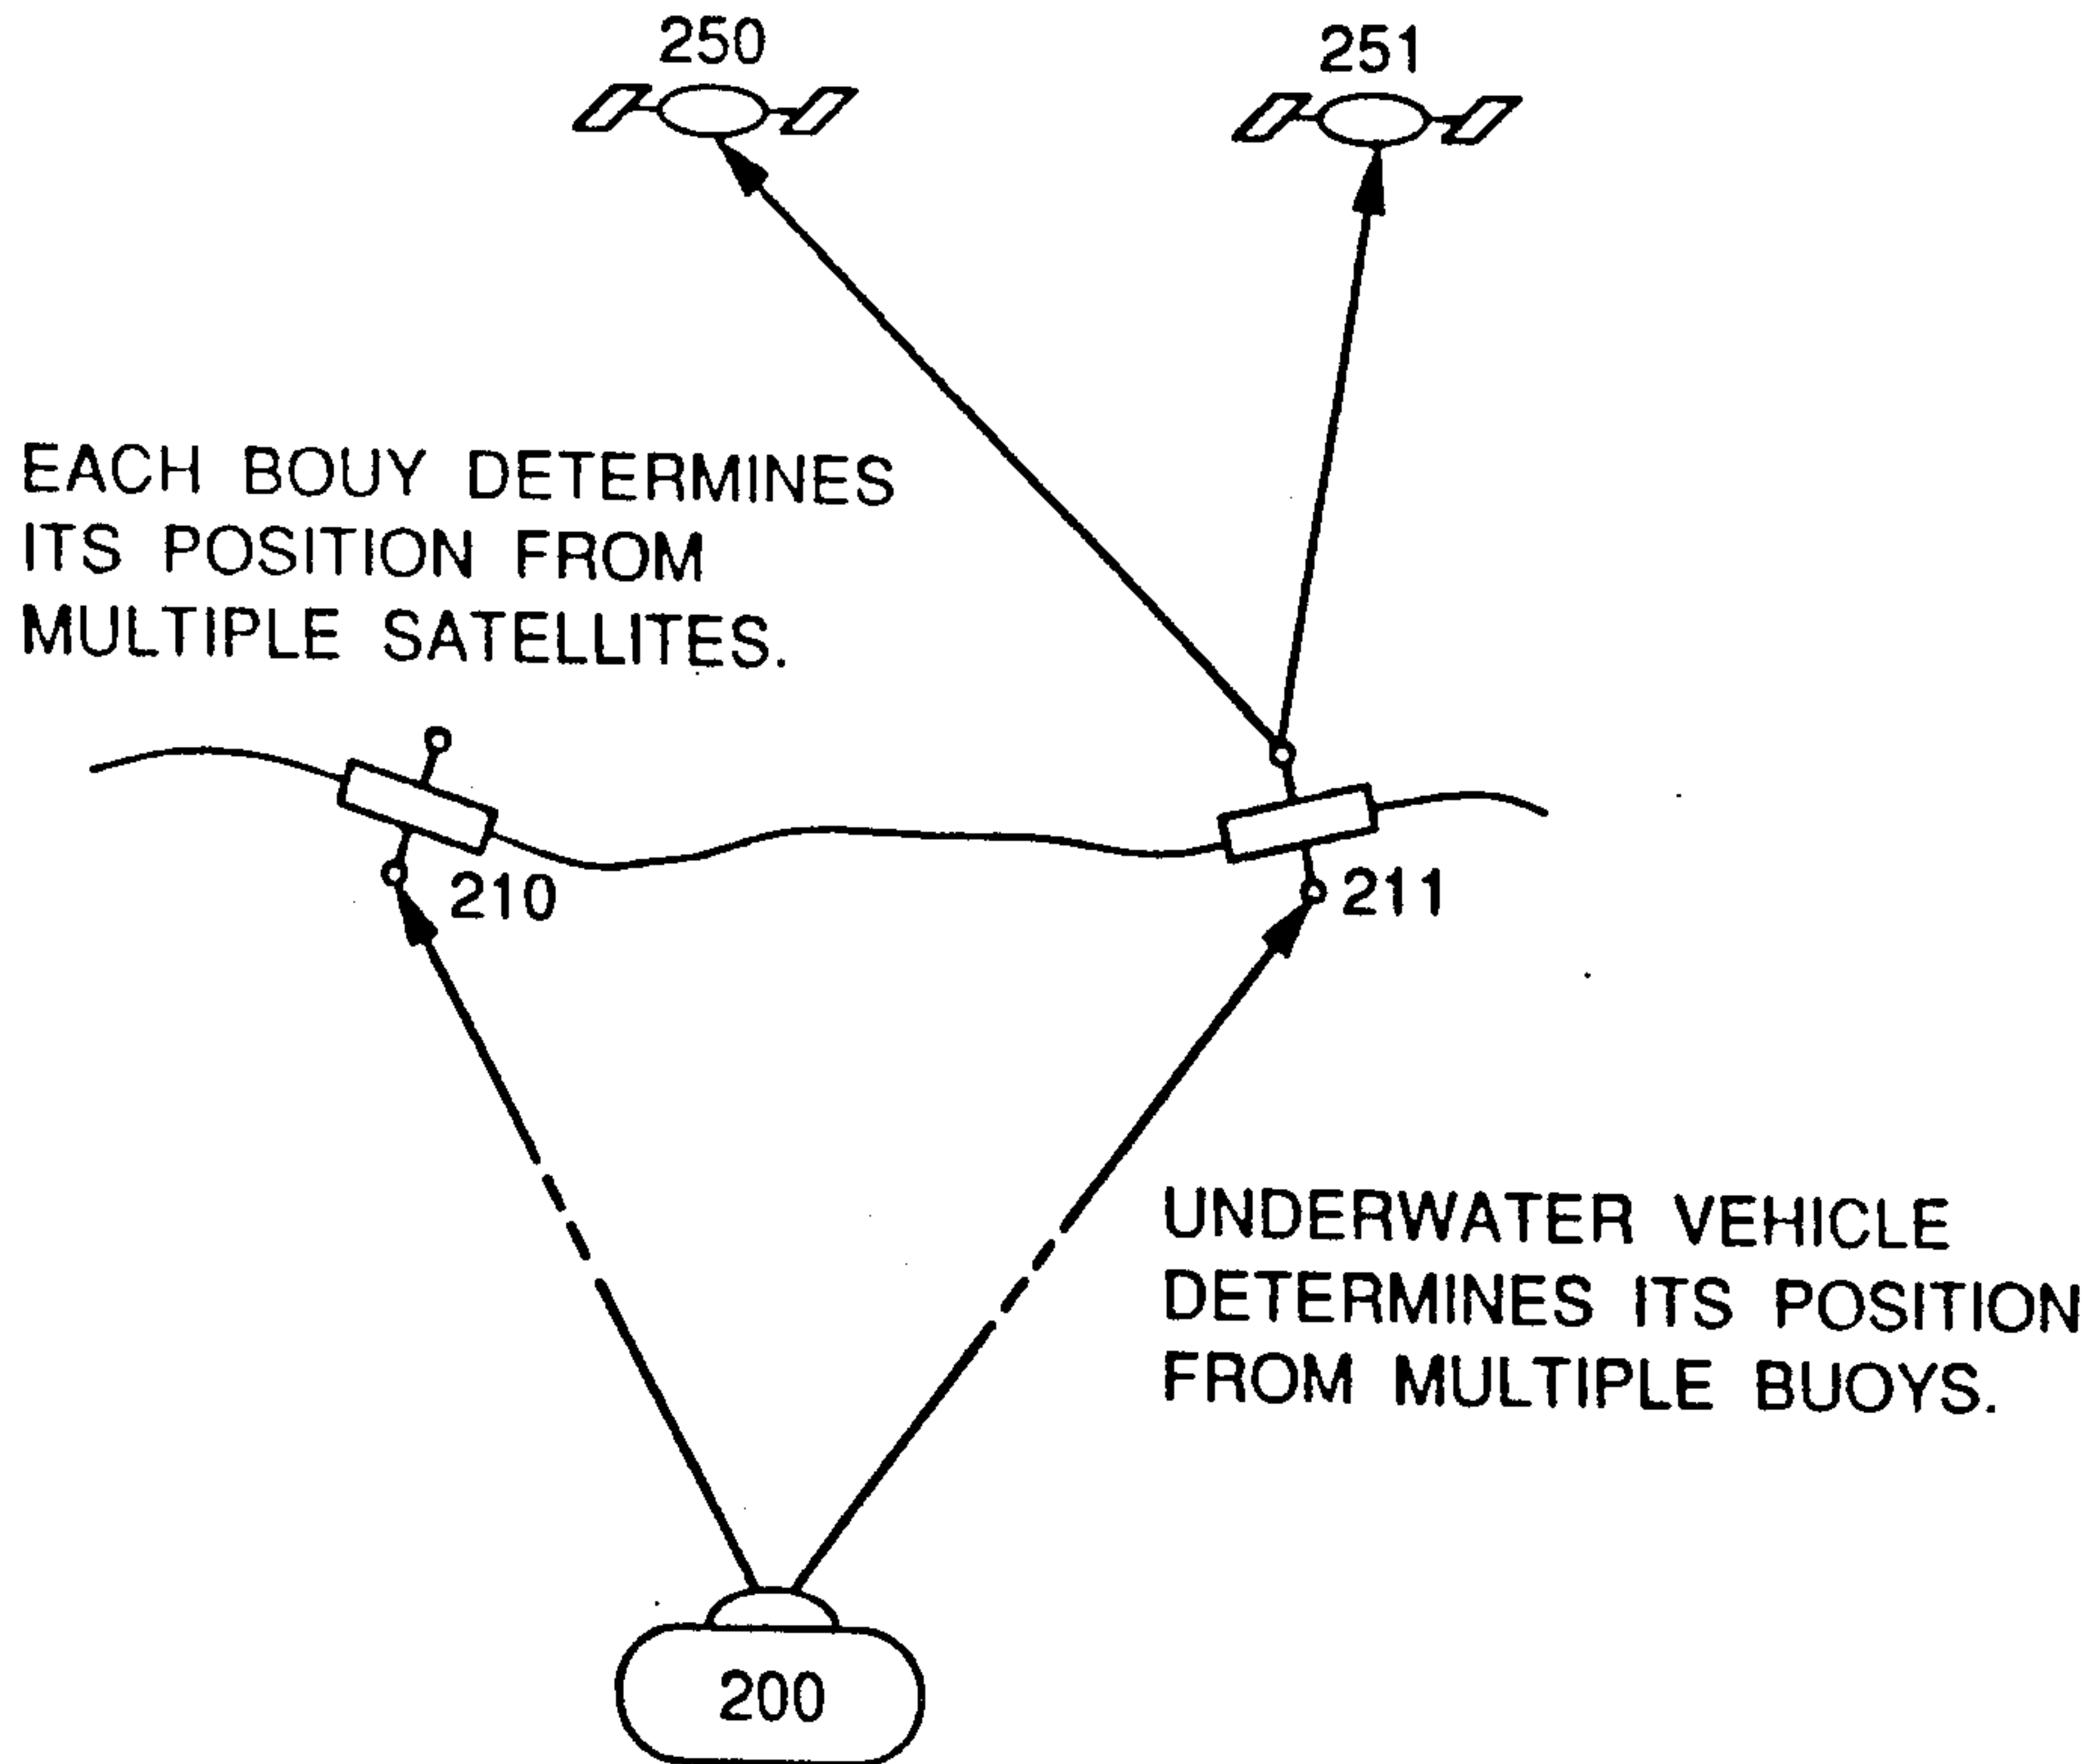 250
251
EACH BOUY DETERMINES
ITS POSITION FROM
MULTIPLE SATELLITES.
210
211
UNDERWATER VEHICLE
DETERMINES ITS POSITION
FROM MULTIPLE BUOYS.
200